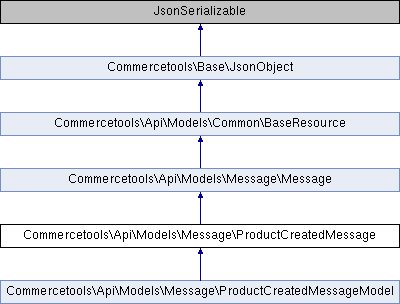 JsonSerializable
Commercetools\Base\JsonObject
Commercetools\Api\Models\Common\BaseResource
Commercetools\Api\Models\Message\Message
Commercetools\Api\Models\Message\ProductCreatedMessage
Commercetools\Api\Models\Message\ProductCreatedMessageModel